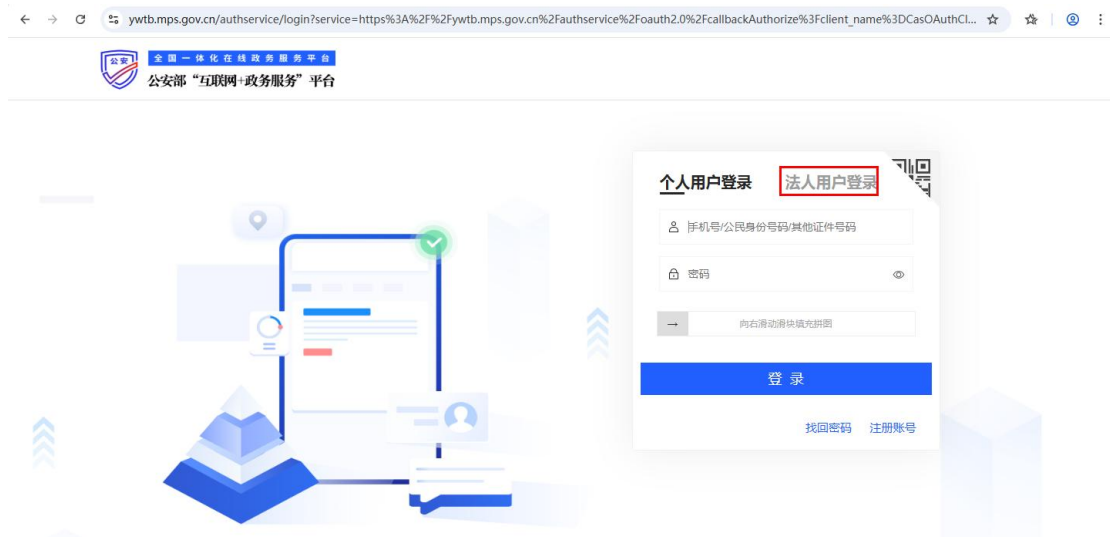 ywtb.mps.gov.cn/authservice/login?service=https%3A%2F%2Fywtb.mps.gov.cn%2Fauthservice%2Foauth2.0%2FcallbackAuthorize%3Fclient_name%3DCasOAuthCl...
公安
全国一体化在线政务服务平台
公安部“互联网+政务服务”平台
个人用户登录 法人用户登录
手机号/公民身份号码/其他证件号码
密码
→ 向右滑动滑块填充拼图
登 录
找回密码 注册账号